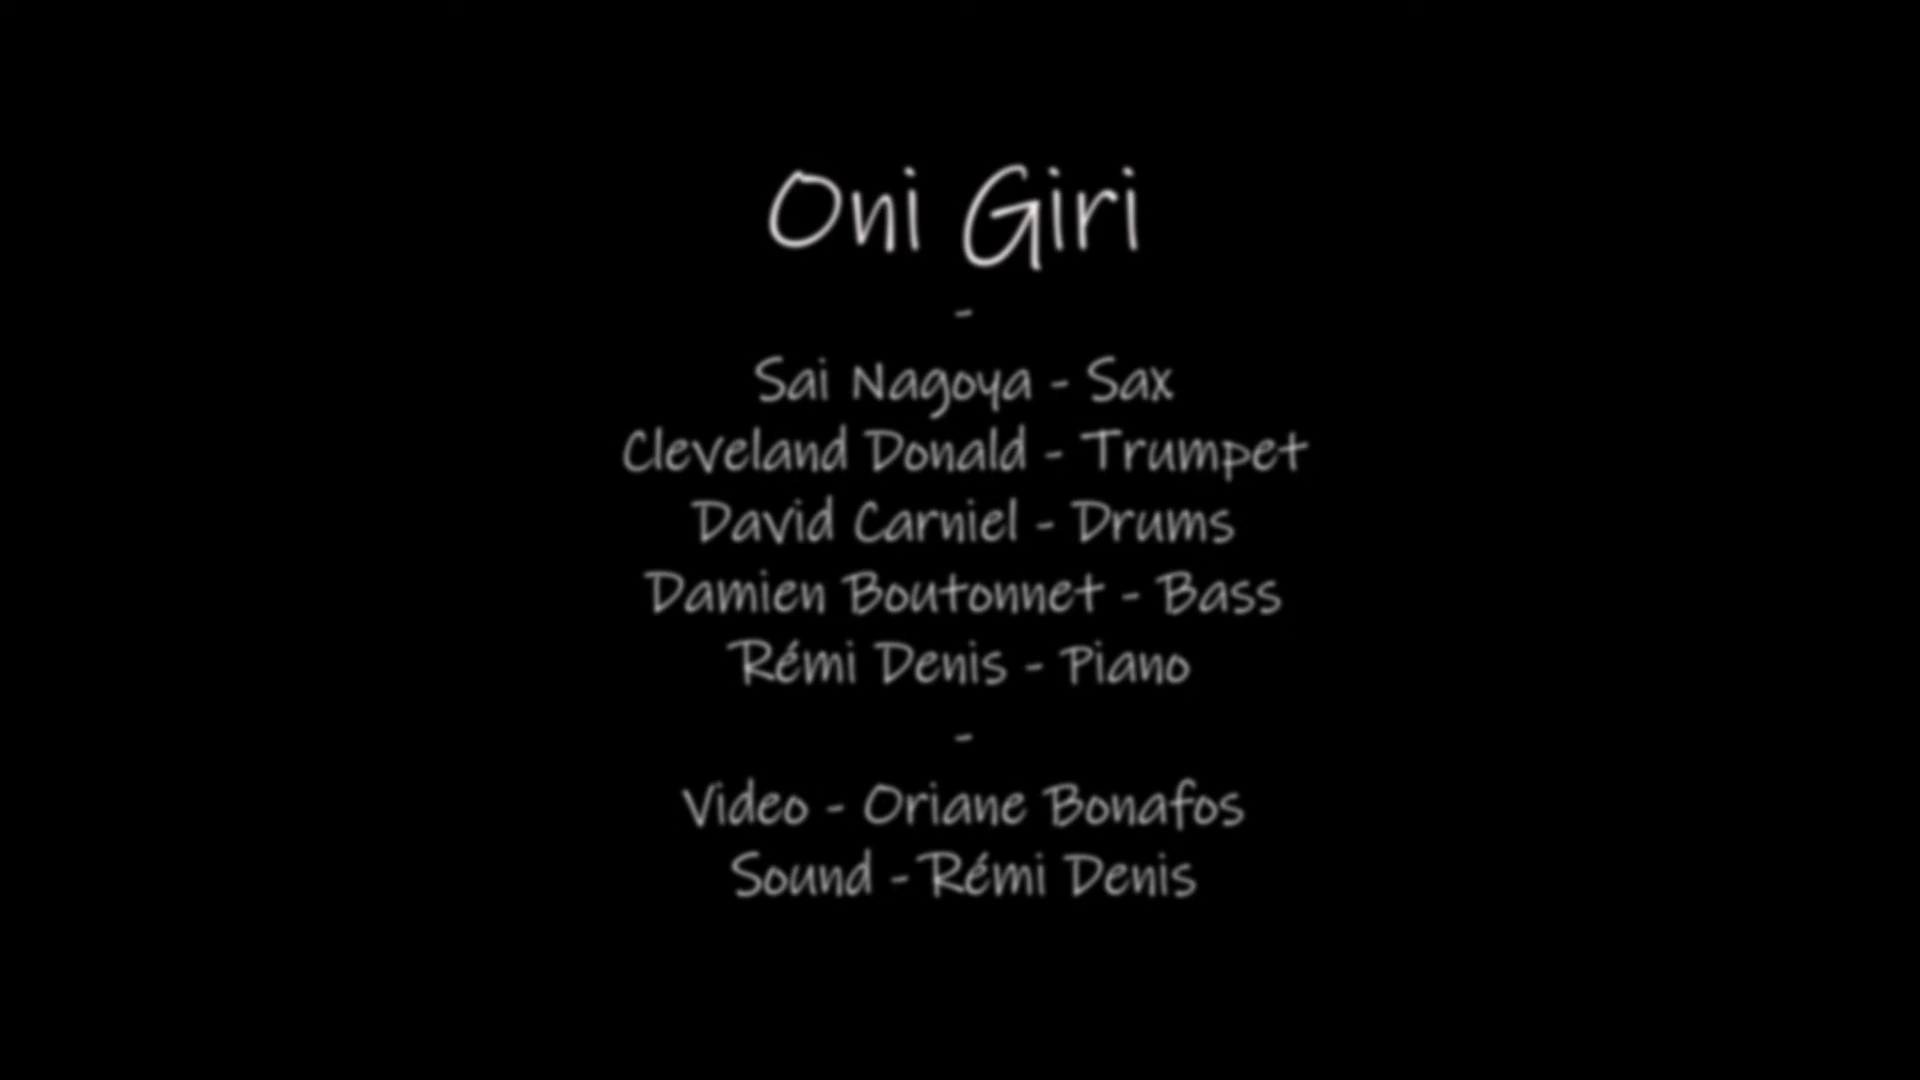 Oni Giri
-
Sai Nagoya - Sax
Cleveland Donald - Trumpet
David Carniel - Drums
Damien Boutonnet - Bass
Rémi Denis - Piano
-
Video - Oriane Bonafos
Sound - Rémi Denis